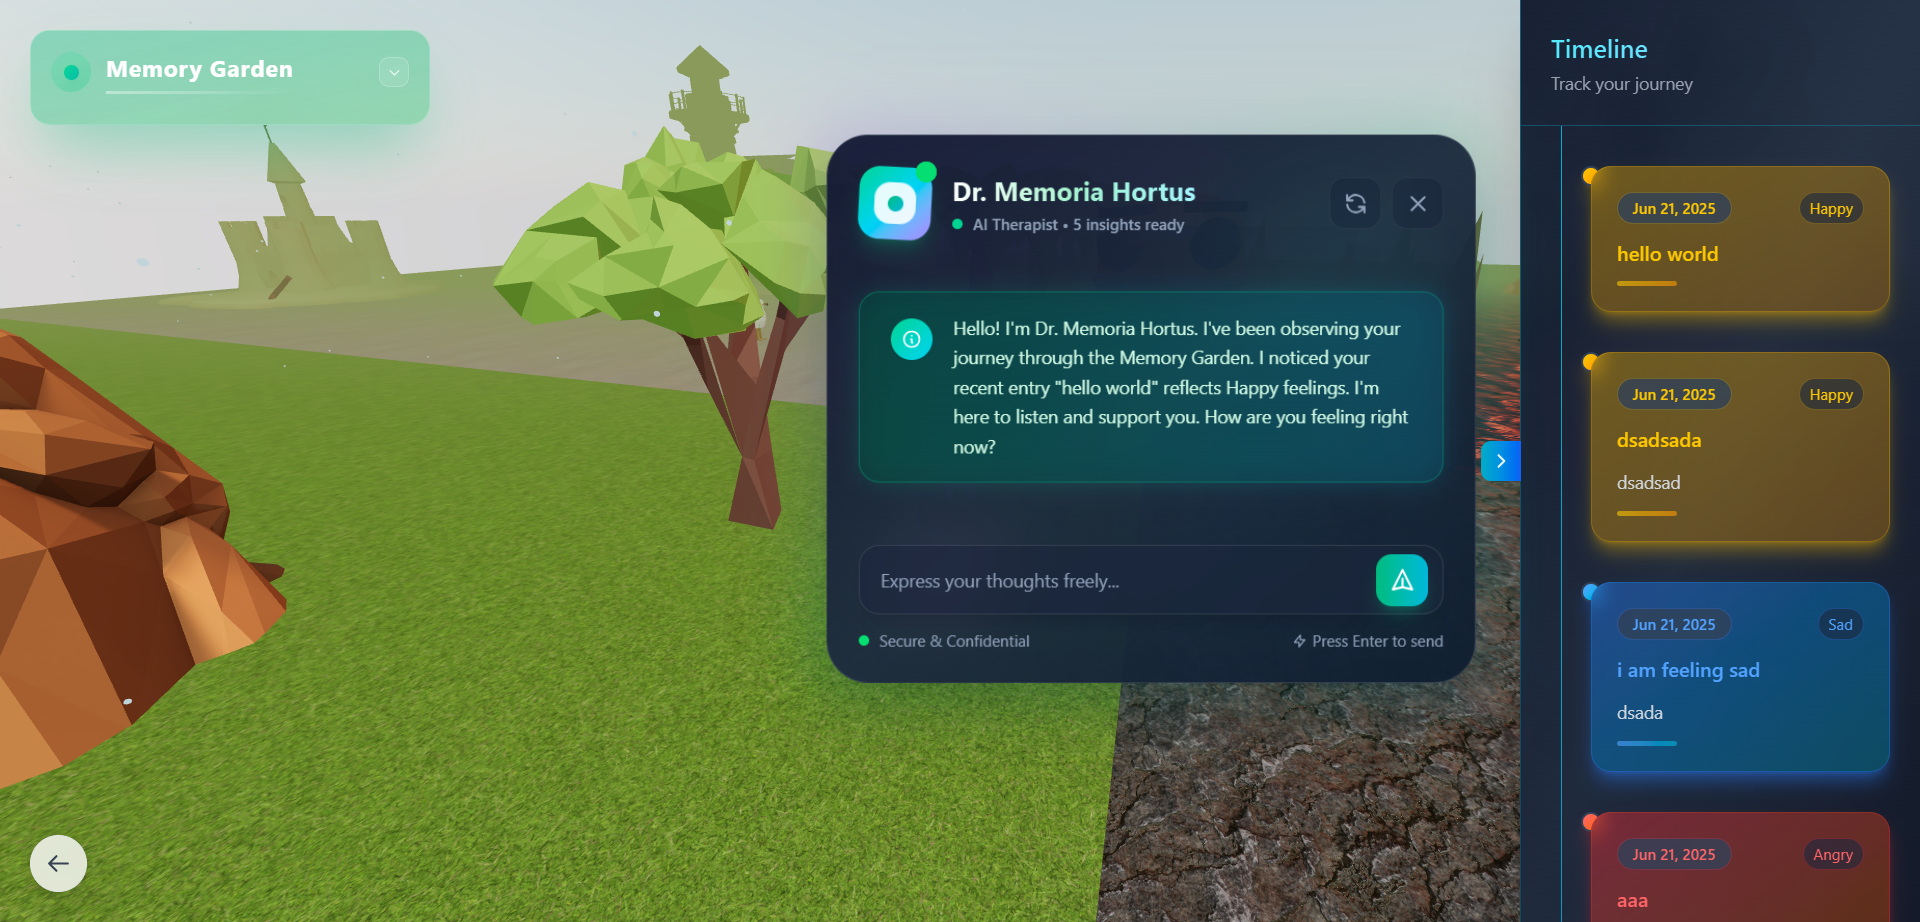 Memory Garden
Dr. Memoria Hortus
AI Therapist • 5 insights ready
Hello! I'm Dr. Memoria Hortus. I've been observing your
journey through the Memory Garden. I noticed your
recent entry "hello world" reflects Happy feelings. I'm
here to listen and support you. How are you feeling right
now?
Express your thoughts freely...
Secure & Confidential
Press Enter to send
Timeline
Track your journey
Jun 21, 2025
Happy
hello world
Jun 21, 2025
Happy
dsadsada
dsadsad
Jun 21, 2025
Sad
i am feeling sad
dsada
Jun 21, 2025
Angry
aaa